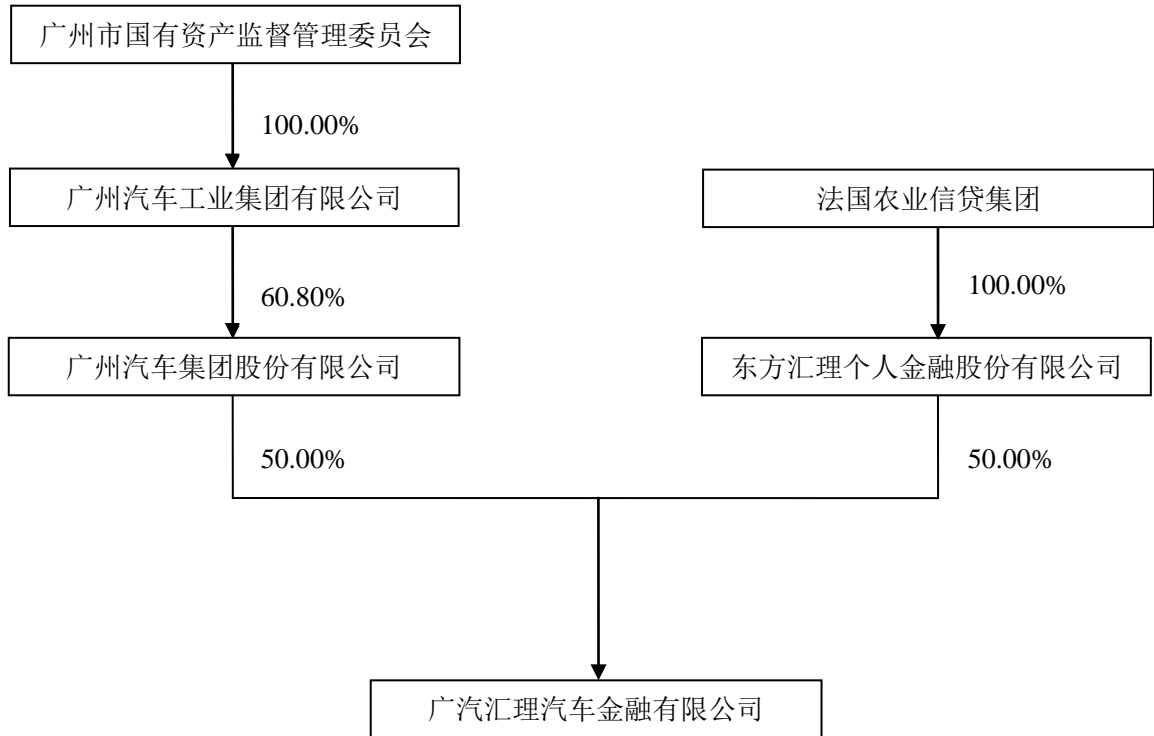 广州市国有资产监督管理委员会
100.00%
广州汽车工业集团有限公司
法国农业信贷集团
60.80%
100.00%
广州汽车集团股份有限公司
东方汇理个人金融股份有限公司
50.00%
50.00%
广汽汇理汽车金融有限公司